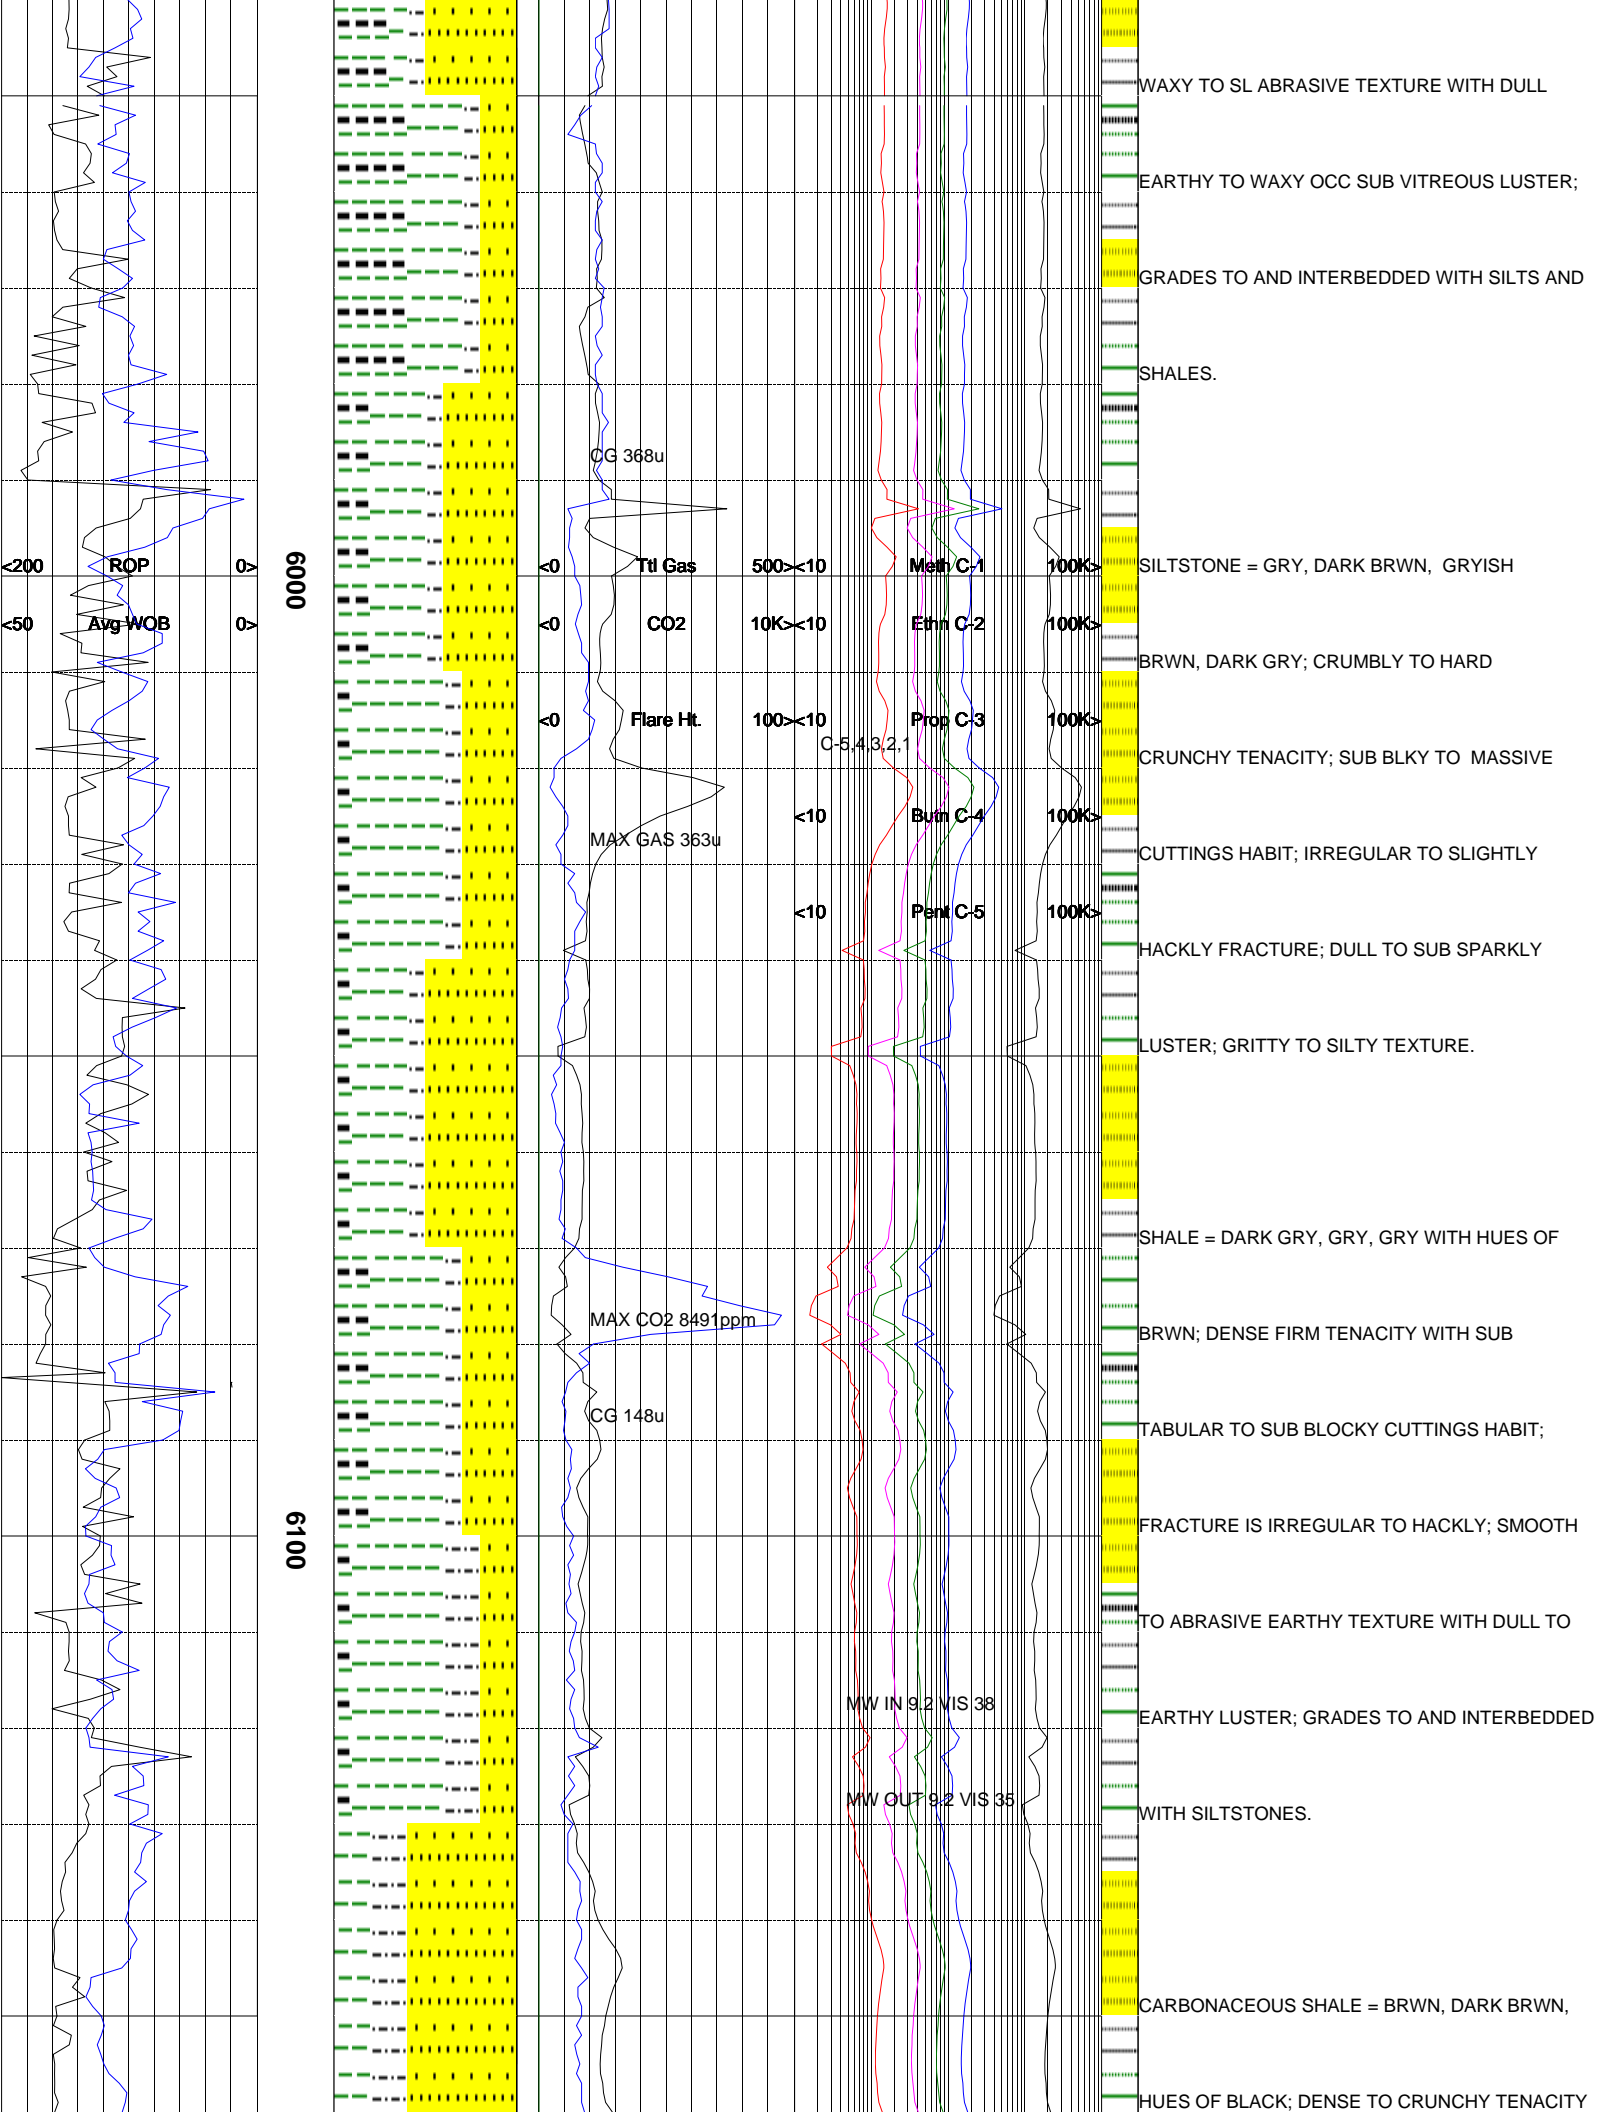 WAXY TO SL ABRASIVE TEXTURE WITH DULL
EARTHY TO WAXY OCC SUB VITREOUS LUSTER;
GRADES TO AND INTERBEDDED WITH SILTS AND
SHALES.
CG 368u
<200 ROP 0>
6000
<0 Ttl Gas 500>
<10 Meth C-1 100K>
SILTSTONE = GRY, DARK BRWN, GRYISH
<50 Avg WOB 0>
<0 CO2 10K>
<10 Ethn C-2 100K>
BRWN, DARK GRY; CRUMBLY TO HARD
<0 Flare Ht. 100>
<10 Prop C-3 100K>
C-5,4,3,2,1
CRUNCHY TENACITY; SUB BLKY TO MASSIVE
<10 Butn C-4 100K>
MAX GAS 363u
CUTTINGS HABIT; IRREGULAR TO SLIGHTLY
<10 Pent C-5 100K>
HACKLY FRACTURE; DULL TO SUB SPARKLY
LUSTER; GRITTY TO SILTY TEXTURE.
SHALE = DARK GRY, GRY, GRY WITH HUES OF
MAX CO2 8491ppm
BRWN; DENSE FIRM TENACITY WITH SUB
CG 148u
TABULAR TO SUB BLOCKY CUTTINGS HABIT;
6100
FRACTURE IS IRREGULAR TO HACKLY; SMOOTH
TO ABRASIVE EARTHY TEXTURE WITH DULL TO
MW IN 9.2 VIS 38
EARTHY LUSTER; GRADES TO AND INTERBEDDED
MW OUT 9.2 VIS 35
WITH SILTSTONES.
CARBONACEOUS SHALE = BRWN, DARK BRWN,
HUES OF BLACK; DENSE TO CRUNCHY TENACITY